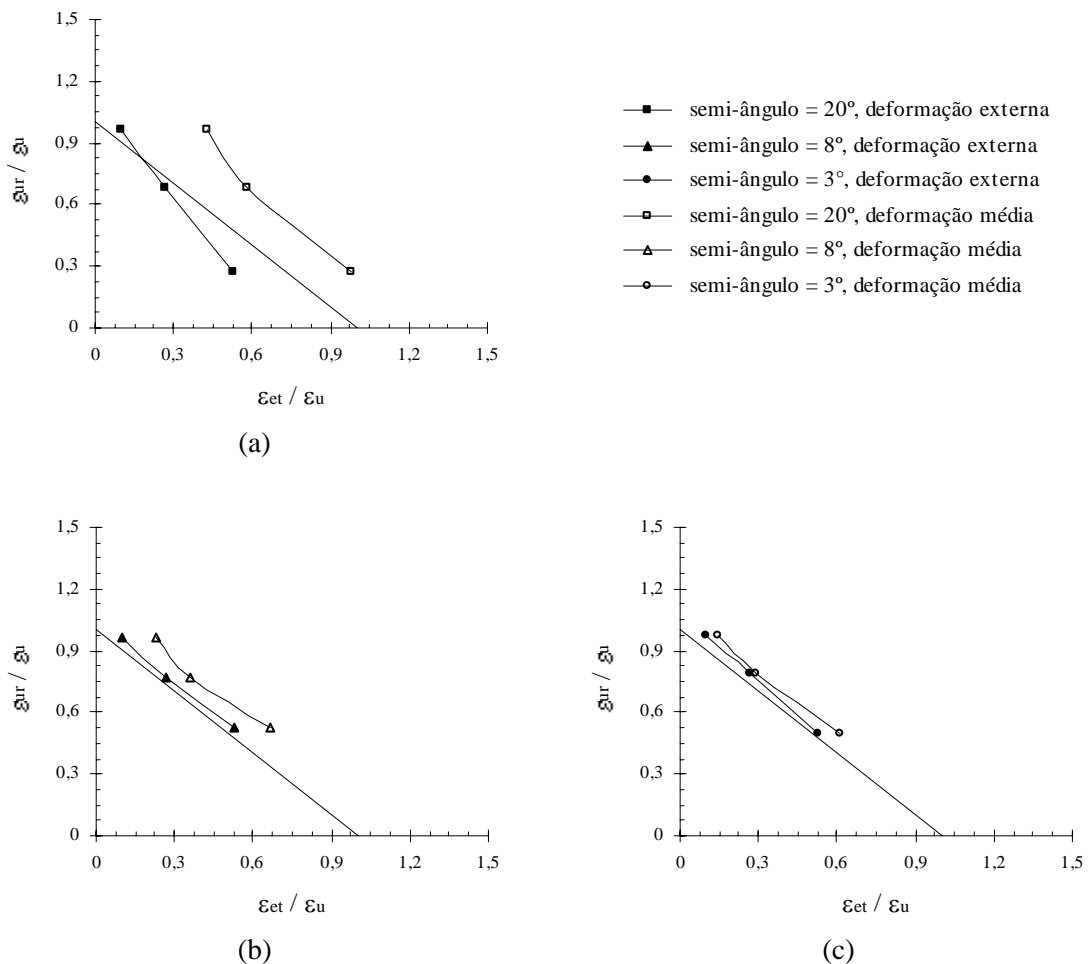 1,5
1,2
0,9
0,6
0,3
0
εur / εu
0 0,3 0,6 0,9 1,2 1,5
εet / εu
(a)
semi-ângulo = 20º, deformação externa
semi-ângulo = 8º, deformação externa
semi-ângulo = 3°, deformação externa
semi-ângulo = 20º, deformação média
semi-ângulo = 8º, deformação média
semi-ângulo = 3º, deformação média
1,5
1,2
0,9
0,6
0,3
0
εur / εu
0 0,3 0,6 0,9 1,2 1,5
εet / εu
(b)
1,5
1,2
0,9
0,6
0,3
0
εur / εu
0 0,3 0,6 0,9 1,2 1,5
εet / εu
(c)